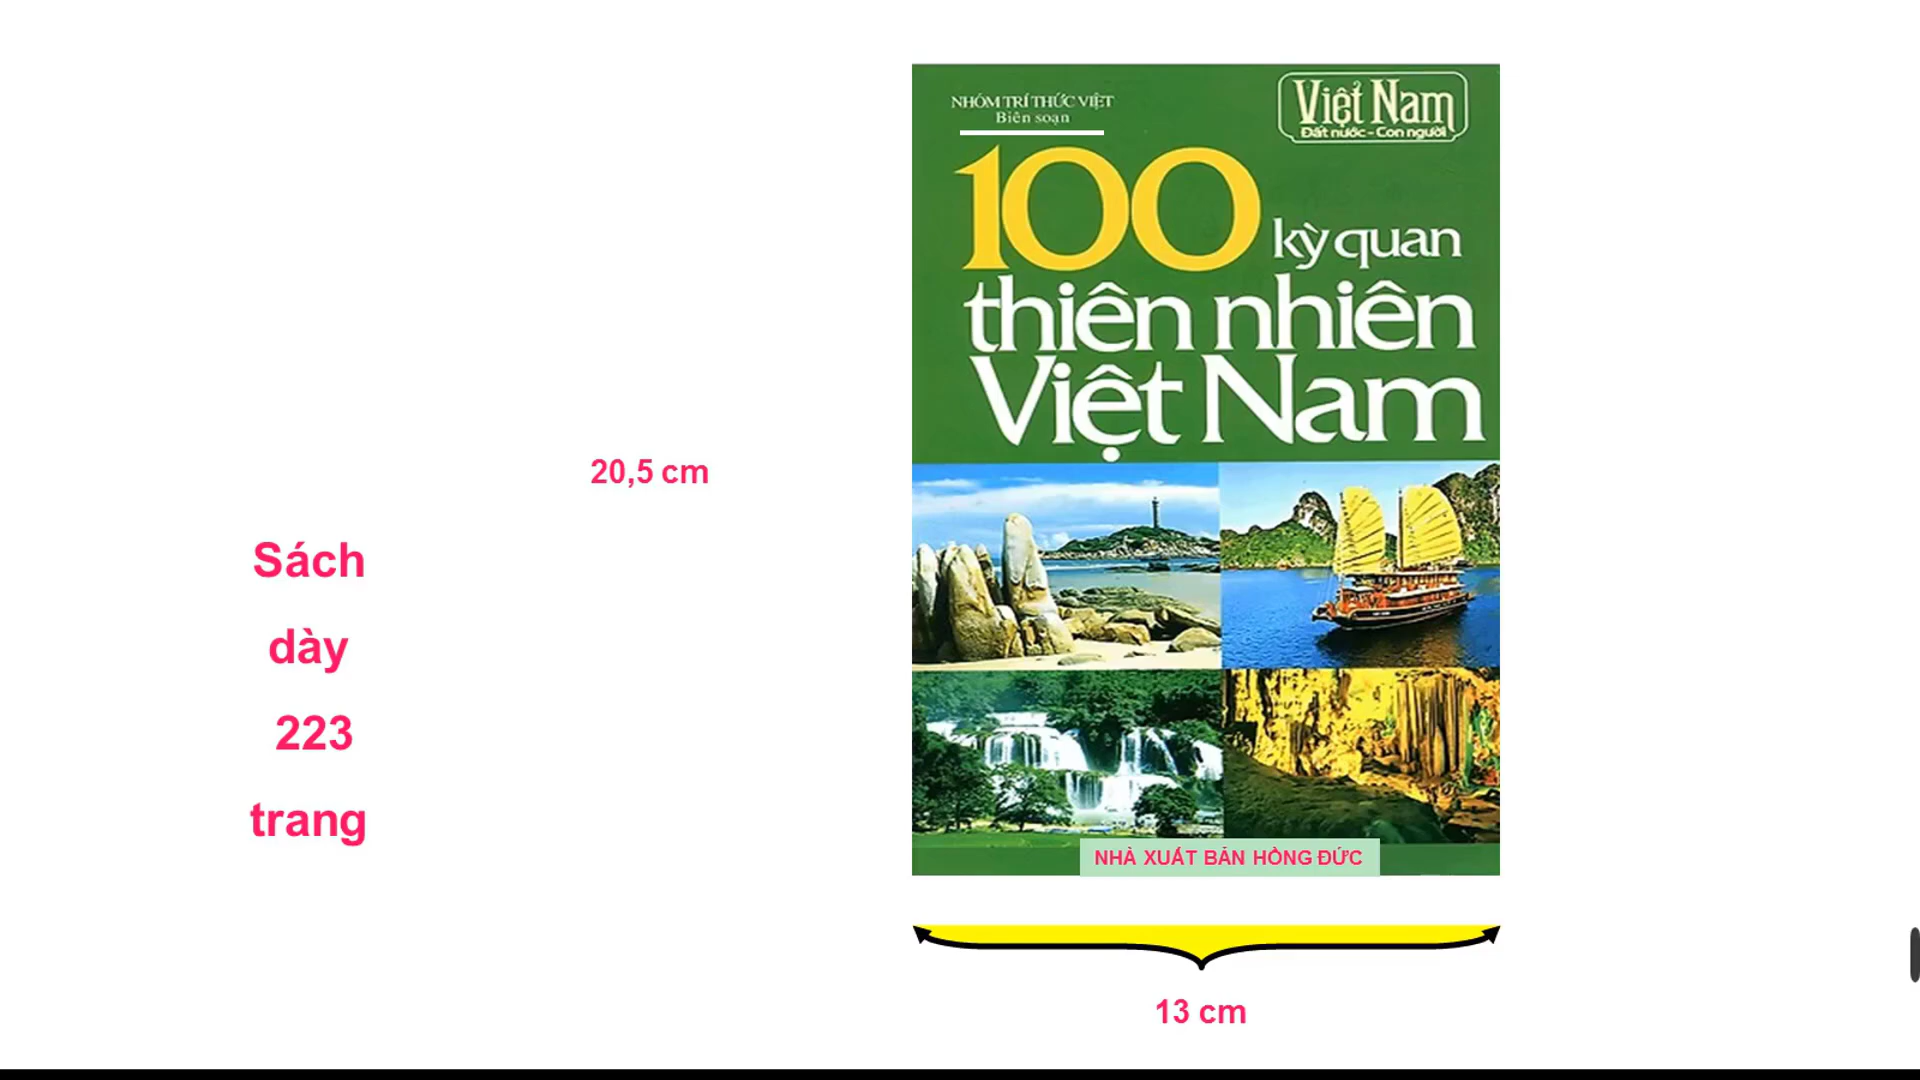 NHÓM TRÍ THỨC VIỆT
Biên soạn
Việt Nam
Đất nước - Con người
100 kỳ quan
thiên nhiên
Việt Nam
20,5 cm
Sách
dày
223
trang
NHÀ XUẤT BẢN HỒNG ĐỨC
13 cm